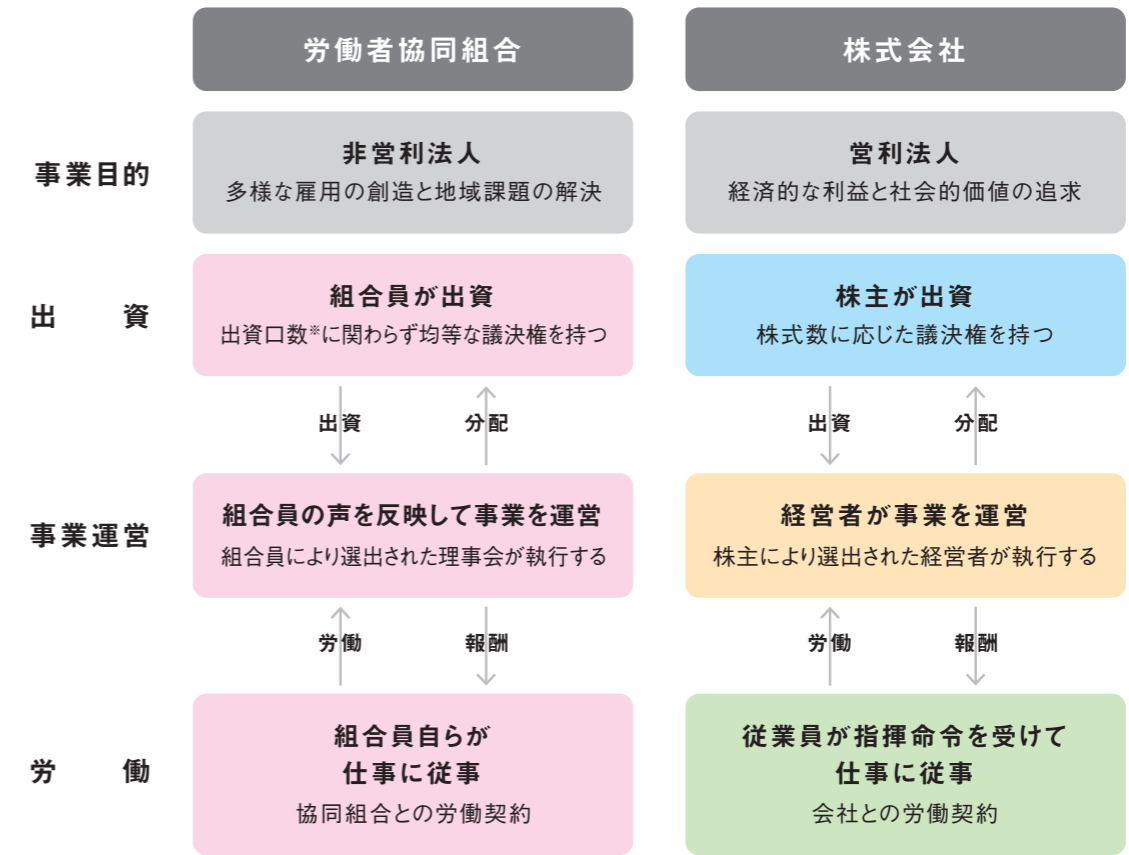 労働者協同組合
株式会社
事業目的
非営利法人
多様な雇用の創造と地域課題の解決
営利法人
経済的な利益と社会的価値の追求
出資
組合員が出資
出資口数※に関わらず均等な議決権を持つ
株主が出資
株式数に応じた議決権を持つ
出資
分配
出資
分配
事業運営
組合員の声を反映して事業を運営
組合員により選出された理事会が執行する
経営者が事業を運営
株主により選出された経営者が執行する
労働
報酬
労働
報酬
労働
組合員自らが
仕事に従事
協同組合との労働契約
従業員が指揮命令を受けて
仕事に従事
会社との労働契約